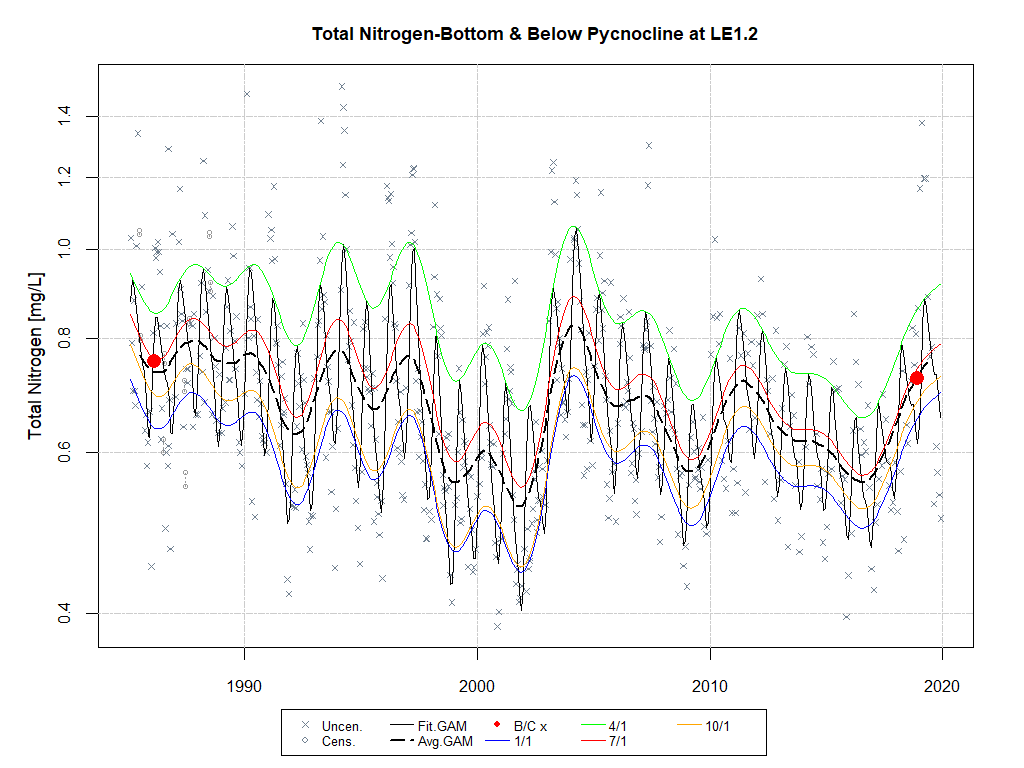 Total Nitrogen-Bottom & Below Pycnocline at LE1.2
Total Nitrogen [mg/L]
1.4
1.2
1.0
0.8
0.6
0.4
1990 2000 2010 2020
Uncen. Fit.GAM B/C x 4/1 10/1
Cens. Avg.GAM 1/1 7/1